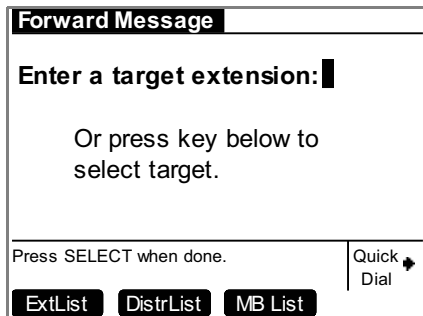 Forward Message
Enter a target extension:
Or press key below to
select target.
Press SELECT when done.
Quick
Dial
ExtList DistrList MB List